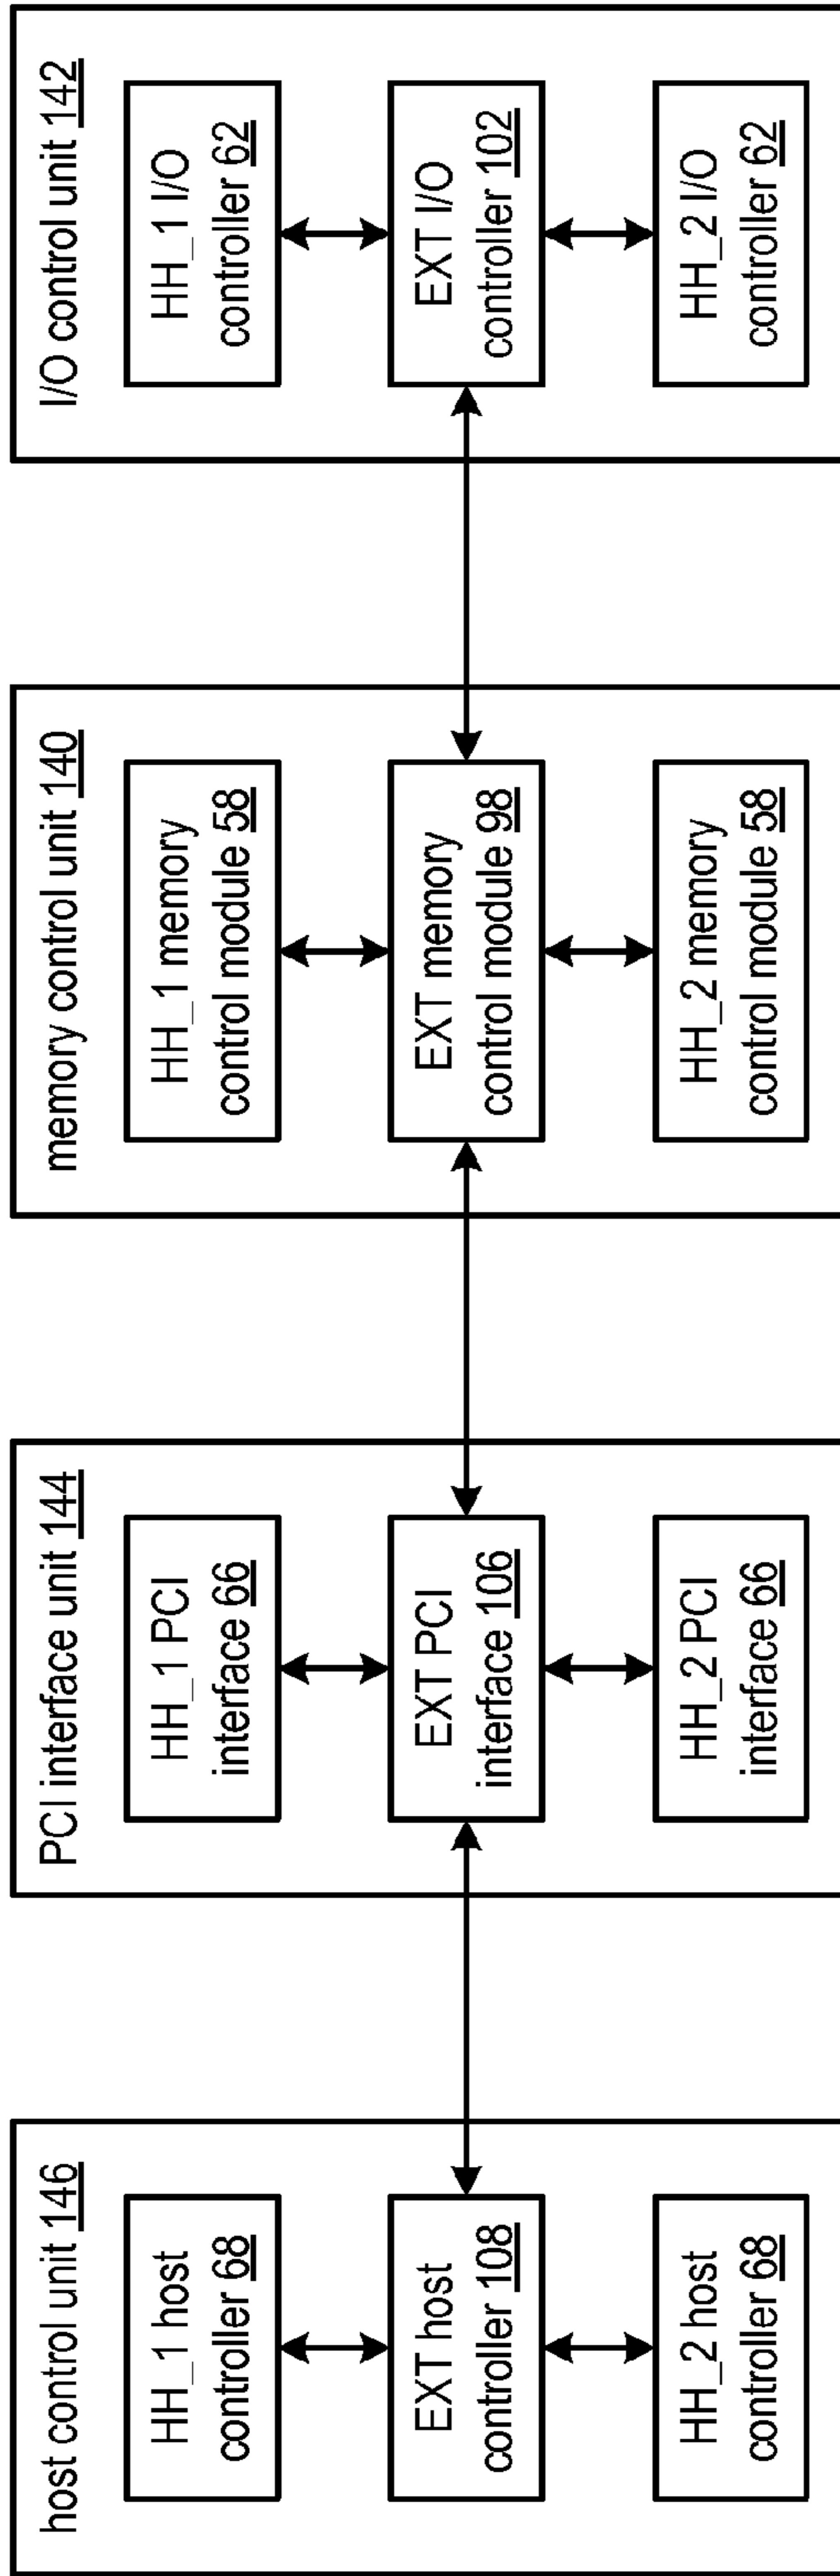 host control unit 146
HH_1 host
controller 68
EXT host
controller 108
HH_2 host
controller 68
PCI interface unit 144
HH_1 PCI
interface 66
EXT PCI
interface 106
HH_2 PCI
interface 66
memory control unit 140
HH_1 memory
control module 58
EXT memory
control module 98
HH_2 memory
control module 58
I/O control unit 142
HH_1 I/O
controller 62
EXT I/O
controller 102
HH_2 I/O
controller 62